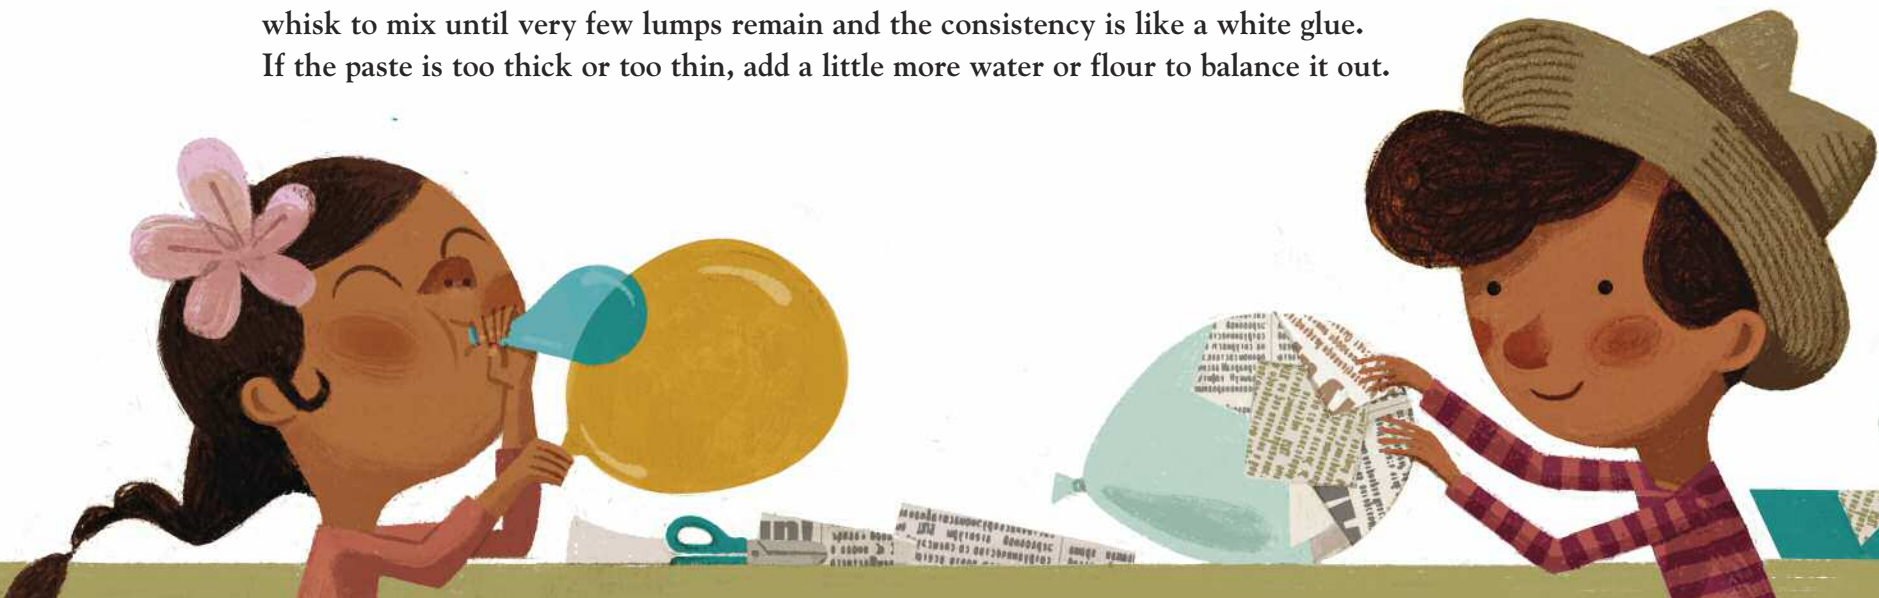 whisk to mix until very few lumps remain and the consistency is like a white glue.
If the paste is too thick or too thin, add a little more water or flour to balance it out.